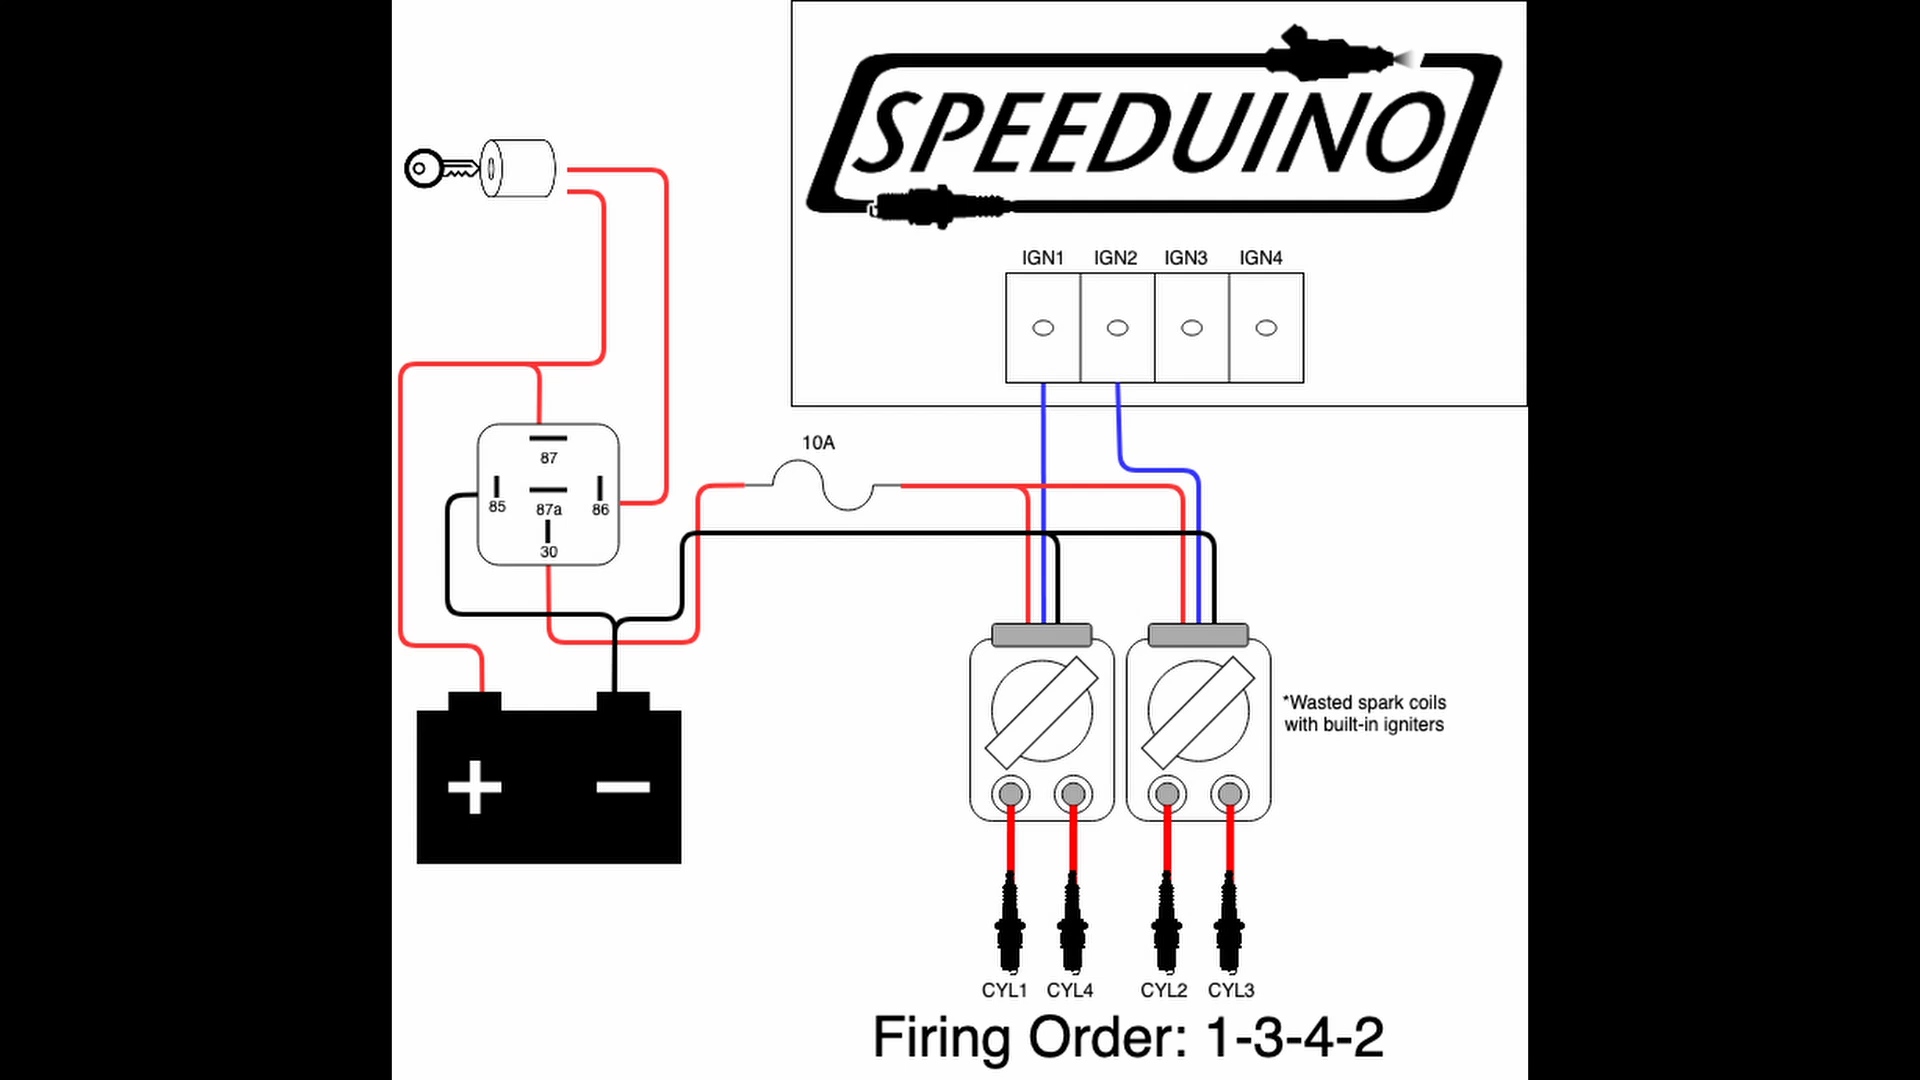 SPEEDUINO
IGN1 IGN2 IGN3 IGN4
10A
87
85 87a 86
30
*Wasted spark coils
with built-in igniters
+ −
CYL1 CYL4 CYL2 CYL3
Firing Order: 1-3-4-2